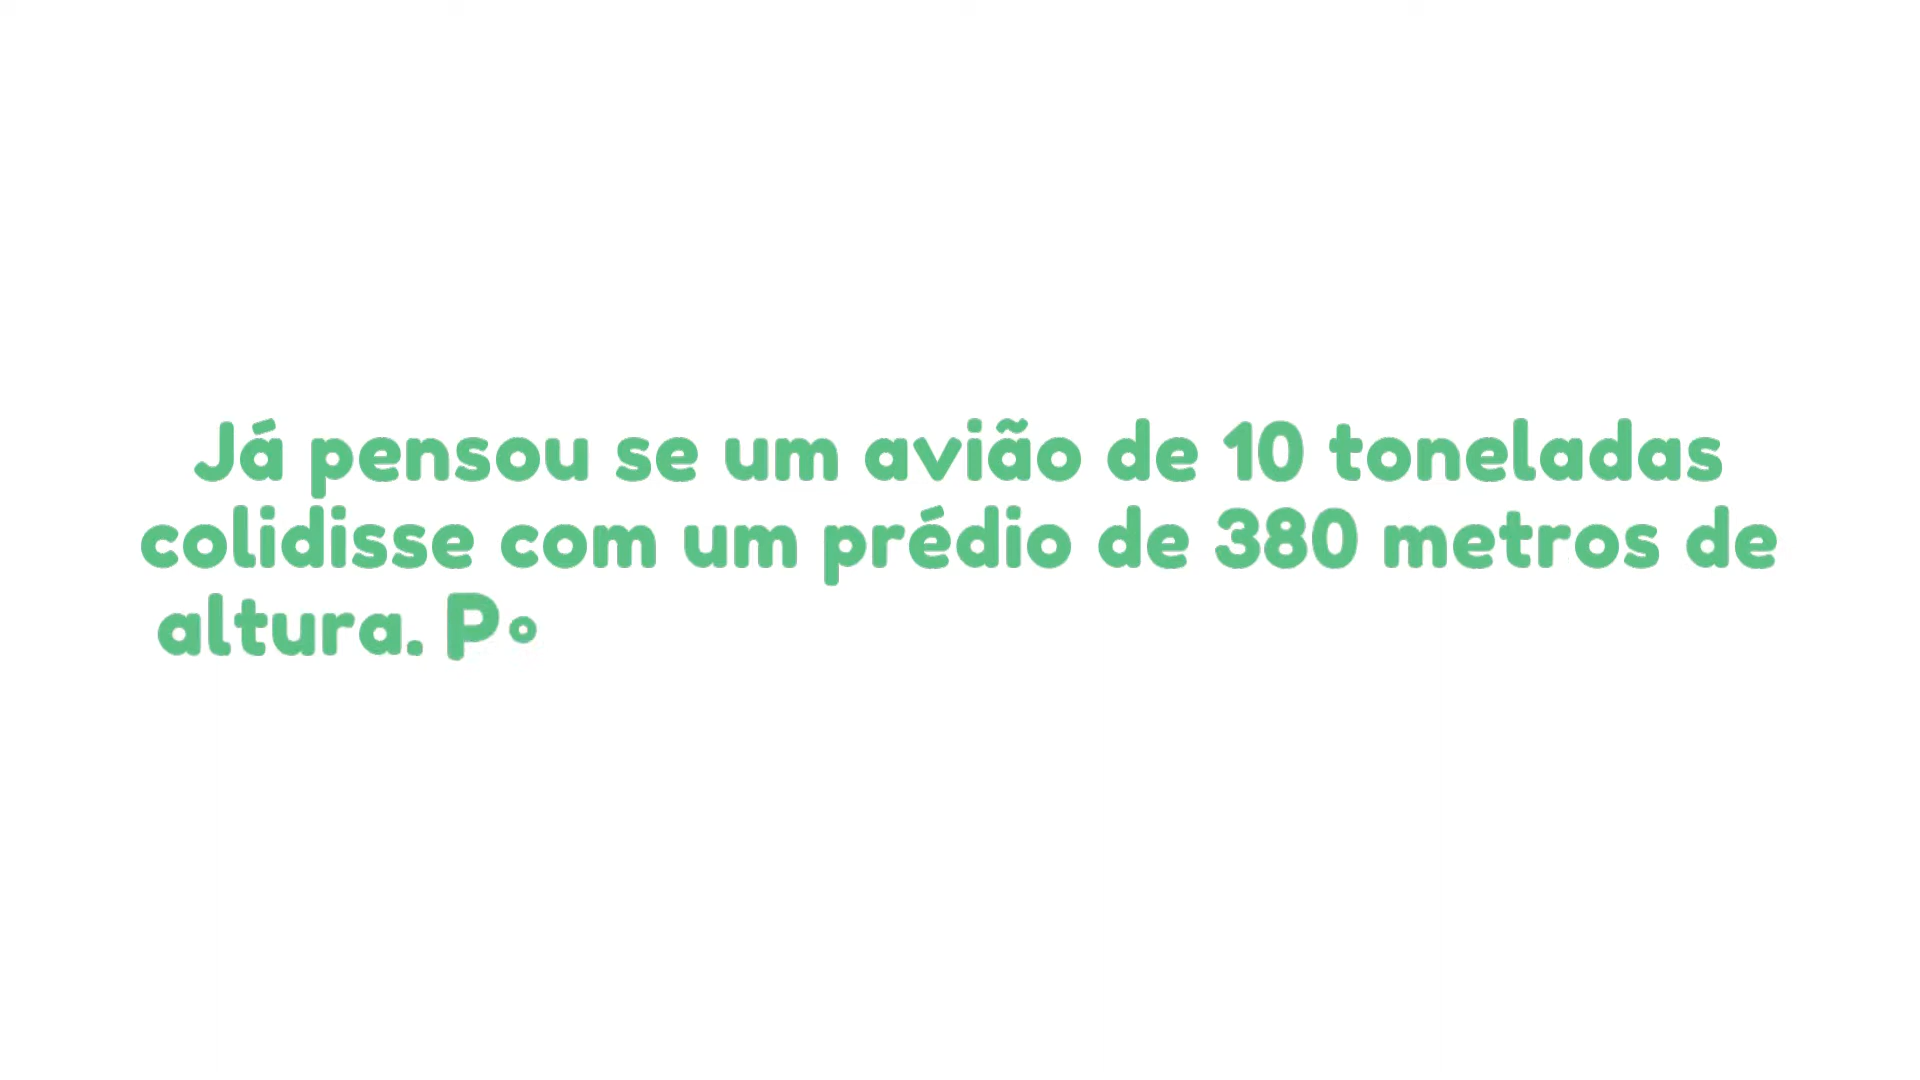 Já pensou se um avião de 10 toneladas
colidisse com um prédio de 380 metros de
altura. Po